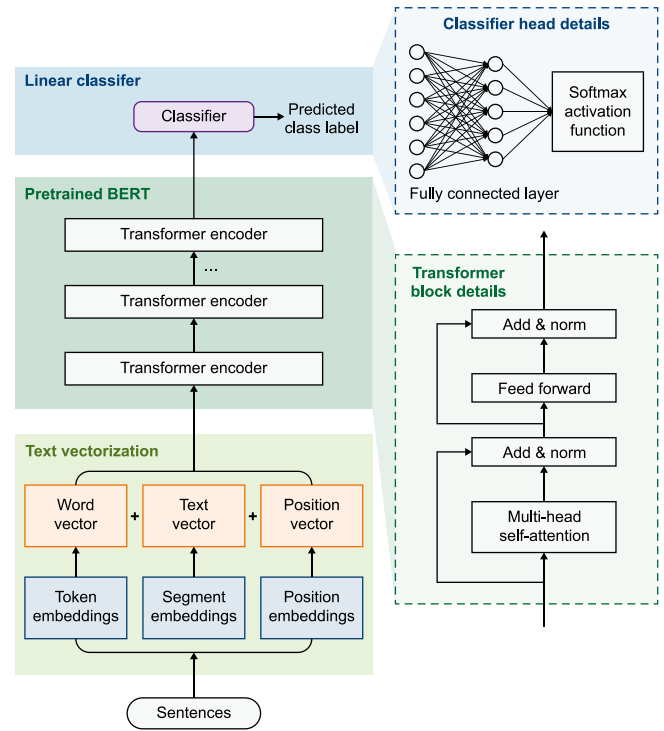 Classifier head details
Softmax
activation
function
Fully connected layer
Linear classifer
Classifier
Predicted
class label
Pretrained BERT
Transformer encoder
...
Transformer encoder
Transformer encoder
Transformer
block details
Add & norm
Feed forward
Add & norm
Multi-head
self-attention
Text vectorization
Word
vector
+
Text
vector
+
Position
vector
Token
embeddings
Segment
embeddings
Position
embeddings
Sentences